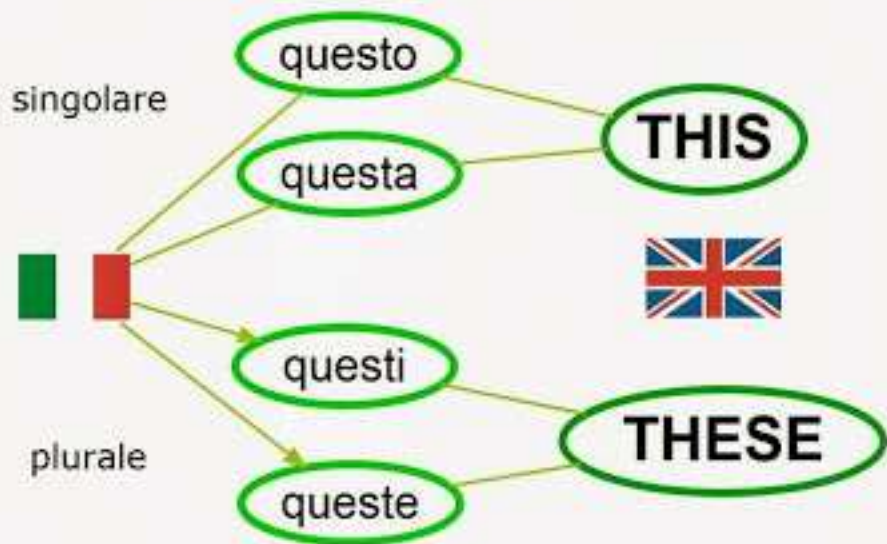 questo
singolare
THIS
questa
questi
THESE
plurale
queste